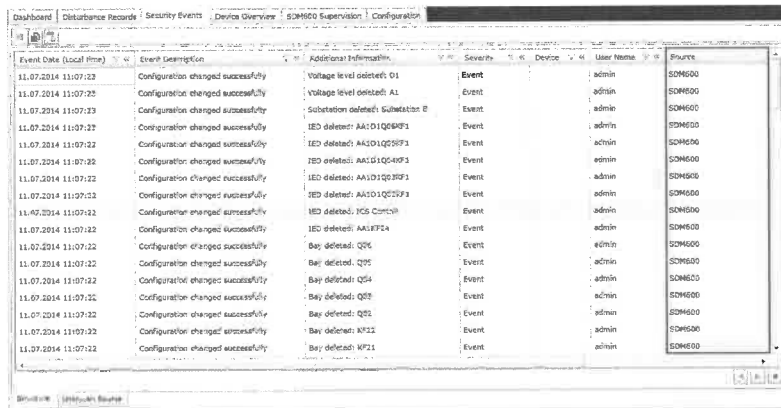 Dashboard Disturbance Records Security Events Device Overview SDM600 Supervision Configuration
Event Date (Local time) Event Description Additional Information Severity Device User Name Source
11.07.2014 11:07:23 Configuration changed successfully Voltage level deleted: D1 Event admin SDM600
11.07.2014 11:07:23 Configuration changed successfully Voltage level deleted: A1 Event admin SDM600
11.07.2014 11:07:23 Configuration changed successfully Substation deleted: Substation B Event admin SDM600
11.07.2014 11:07:22 Configuration changed successfully IED deleted: Event admin SDM600
11.07.2014 11:07:22 Configuration changed successfully IED deleted: Event admin SDM600
11.07.2014 11:07:22 Configuration changed successfully IED deleted: Event admin SDM600
11.07.2014 11:07:22 Configuration changed successfully IED deleted: Event admin SDM600
11.07.2014 11:07:22 Configuration changed successfully IED deleted: Event admin SDM600
11.07.2014 11:07:22 Configuration changed successfully IED deleted: Event admin SDM600
11.07.2014 11:07:22 Configuration changed successfully IED deleted: Event admin SDM600
11.07.2014 11:07:22 Configuration changed successfully Bay deleted: Q06 Event admin SDM600
11.07.2014 11:07:22 Configuration changed successfully Bay deleted: Q05 Event admin SDM600
11.07.2014 11:07:22 Configuration changed successfully Bay deleted: Q04 Event admin SDM600
11.07.2014 11:07:22 Configuration changed successfully Bay deleted: Q03 Event admin SDM600
11.07.2014 11:07:22 Configuration changed successfully Bay deleted: Q02 Event admin SDM600
11.07.2014 11:07:22 Configuration changed successfully Bay deleted: KF22 Event admin SDM600
11.07.2014 11:07:22 Configuration changed successfully Bay deleted: KF21 Event admin SDM600
Structure